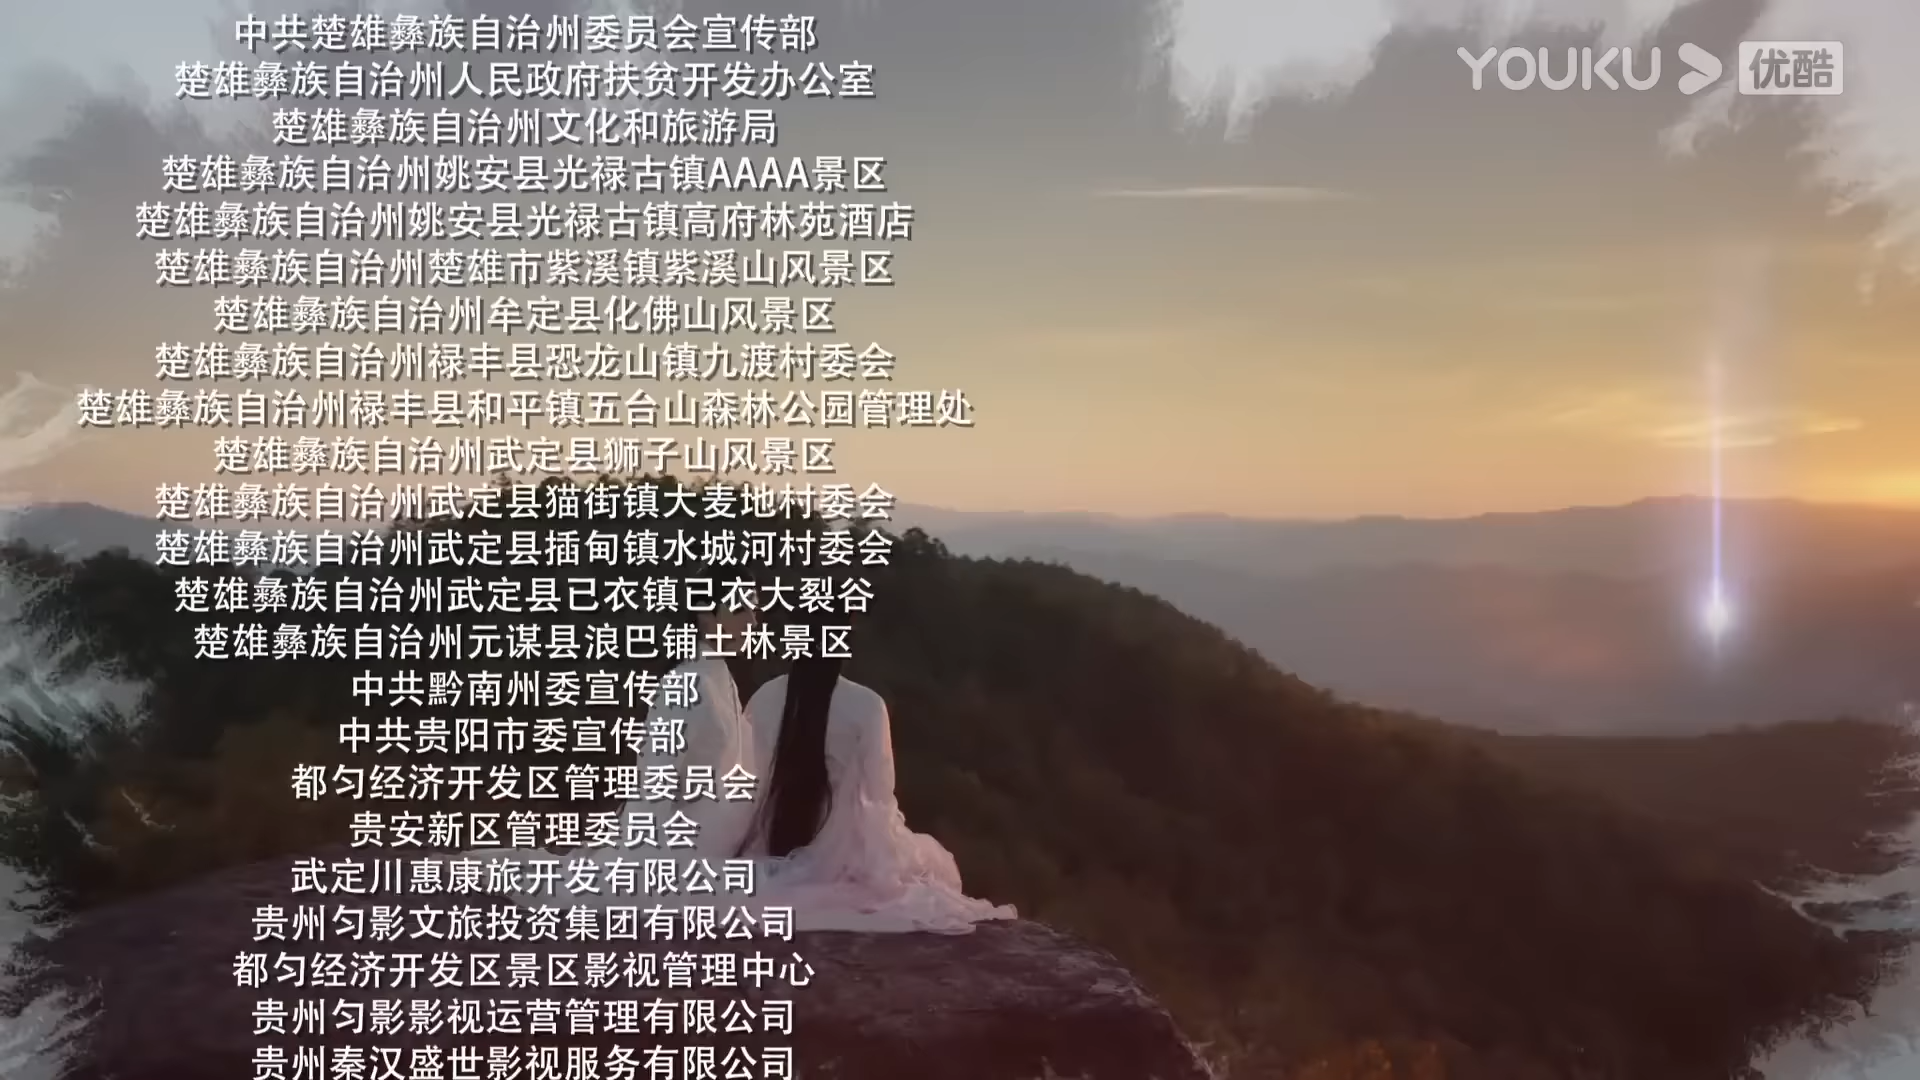 中共楚雄彝族自治州委员会宣传部
YOUKU 优酷
楚雄彝族自治州人民政府扶贫开发办公室
楚雄彝族自治州文化和旅游局
楚雄彝族自治州姚安县光禄古镇AAAA景区
楚雄彝族自治州姚安县光禄古镇高府林苑酒店
楚雄彝族自治州楚雄市紫溪镇紫溪山风景区
楚雄彝族自治州牟定县化佛山风景区
楚雄彝族自治州禄丰县恐龙山镇九渡村委会
楚雄彝族自治州禄丰县和平镇五台山森林公园管理处
楚雄彝族自治州武定县狮子山风景区
楚雄彝族自治州武定县猫街镇大麦地村委会
楚雄彝族自治州武定县插甸镇水城河村委会
楚雄彝族自治州武定县已衣镇已衣大裂谷
楚雄彝族自治州元谋县浪巴铺土林景区
中共黔南州委宣传部
中共贵阳市委宣传部
都匀经济开发区管理委员会
贵安新区管理委员会
武定川惠康旅开发有限公司
贵州匀影文旅投资集团有限公司
都匀经济开发区景区影视管理中心
贵州匀影影视运营管理有限公司
贵州秦汉盛世影视服务有限公司